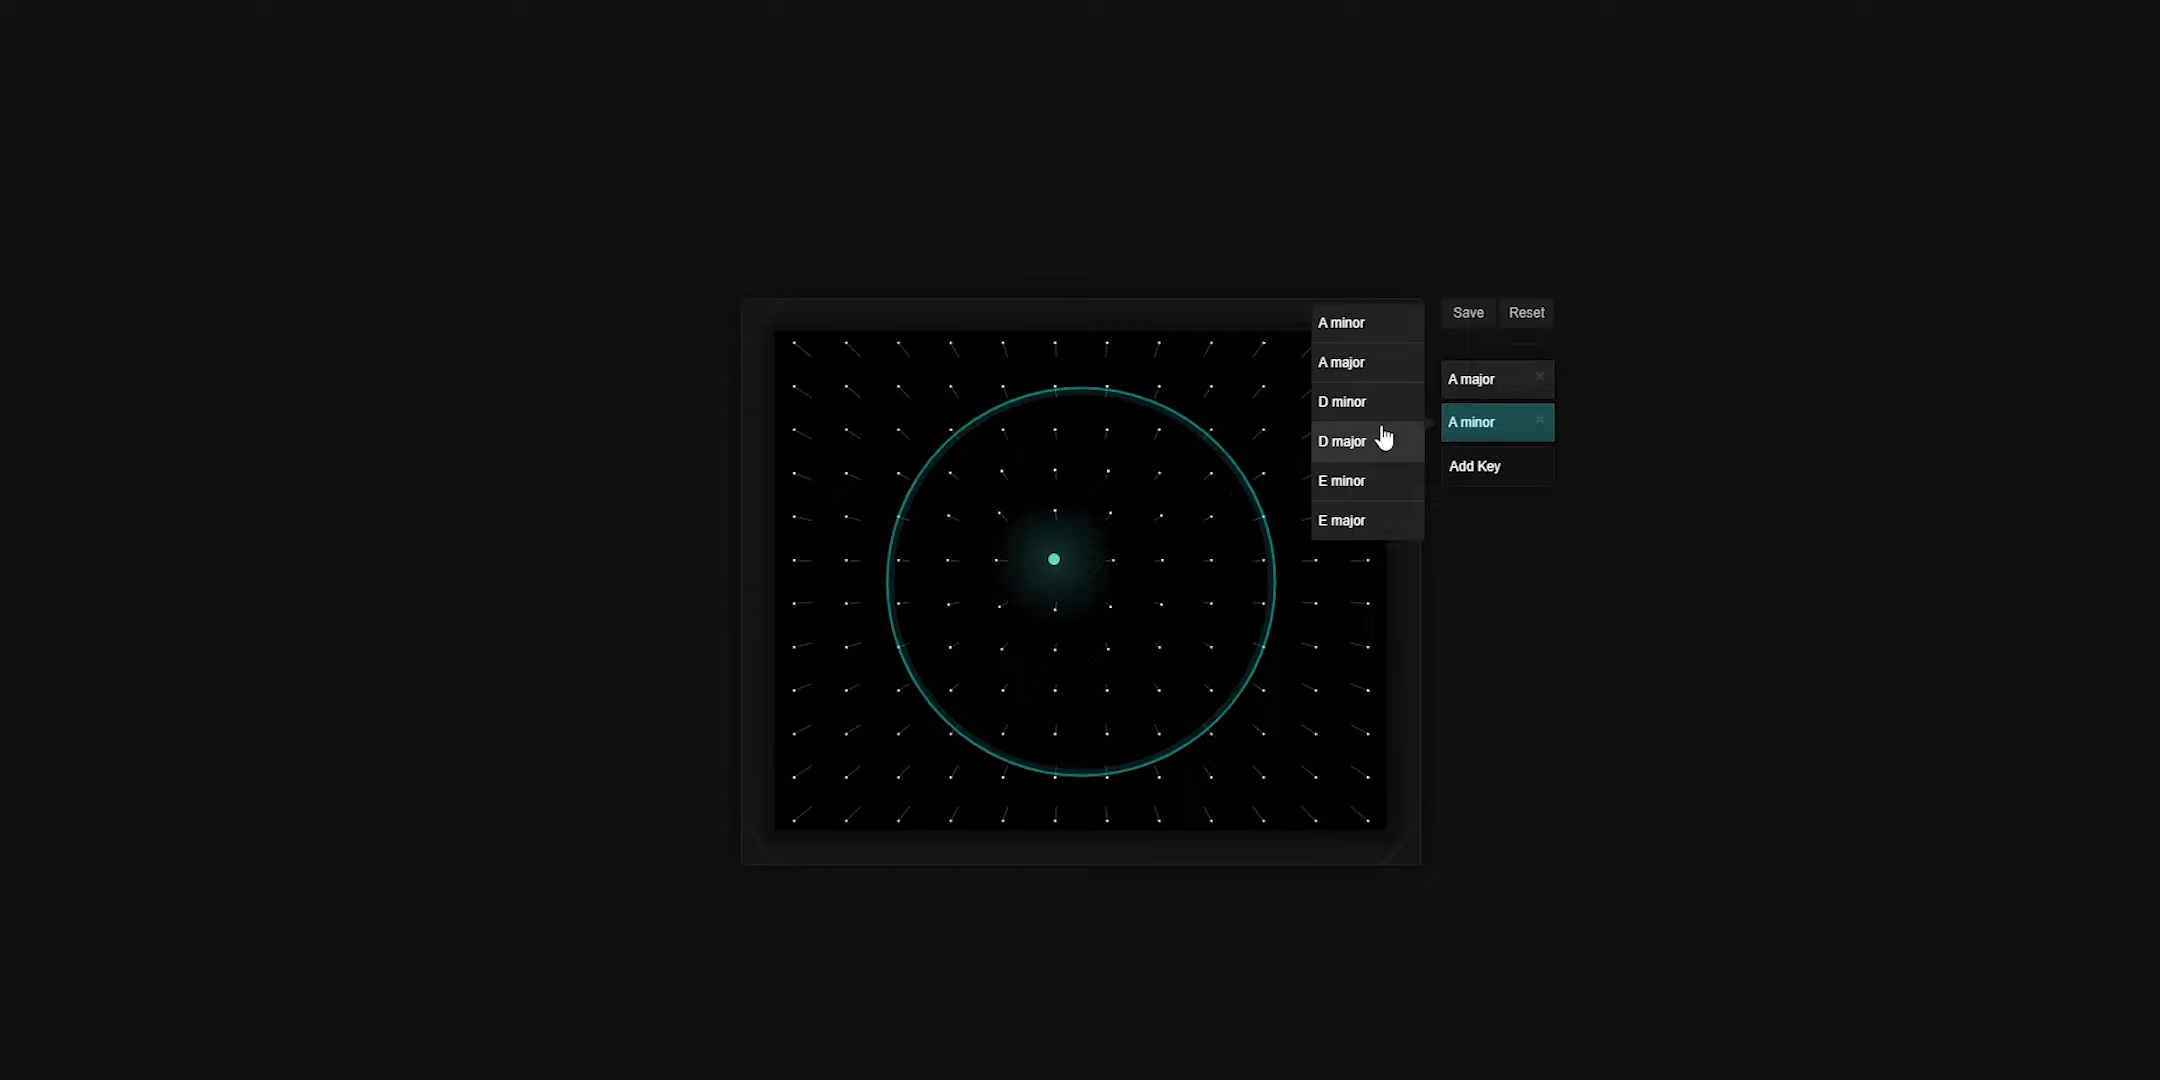 Save Reset
A minor
A major
D minor
D major
E minor
E major
A major
A minor
Add Key